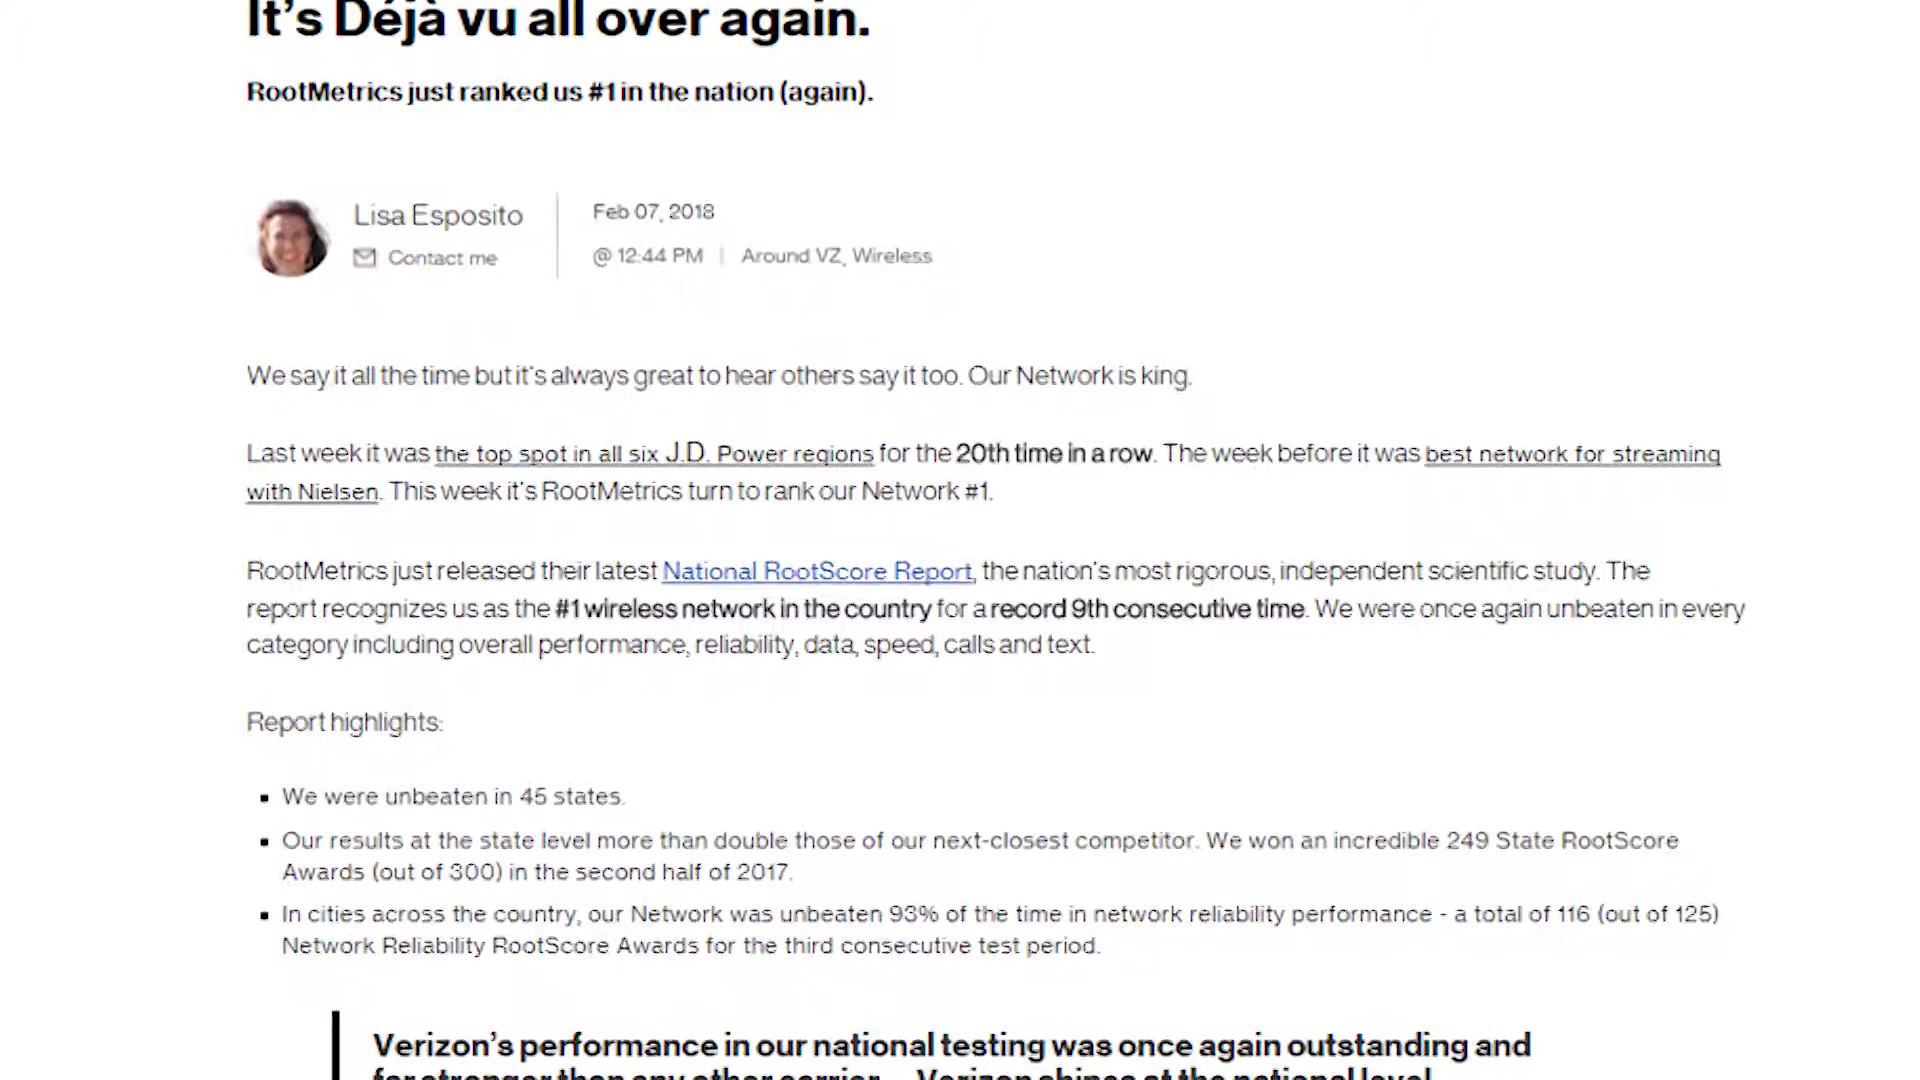 It's Déjà vu all over again.
RootMetrics just ranked us #1 in the nation (again).
Lisa Esposito
Contact me
Feb 07, 2018
@ 12:44 PM | Around VZ, Wireless
We say it all the time but it's always great to hear others say it too. Our Network is king.
Last week it was the top spot in all six J.D. Power regions for the 20th time in a row. The week before it was best network for streaming
with Nielsen. This week it's RootMetrics turn to rank our Network #1.
RootMetrics just released their latest National RootScore Report, the nation's most rigorous, independent scientific study. The
report recognizes us as the #1 wireless network in the country for a record 9th consecutive time. We were once again unbeaten in every
category including overall performance, reliability, data, speed, calls and text.
Report highlights:
▪ We were unbeaten in 45 states.
▪ Our results at the state level more than double those of our next-closest competitor. We won an incredible 249 State RootScore
Awards (out of 300) in the second half of 2017.
▪ In cities across the country, our Network was unbeaten 93% of the time in network reliability performance - a total of 116 (out of 125)
Network Reliability RootScore Awards for the third consecutive test period.
Verizon's performance in our national testing was once again outstanding and
far stronger than any other carrier... Verizon shines at the national level